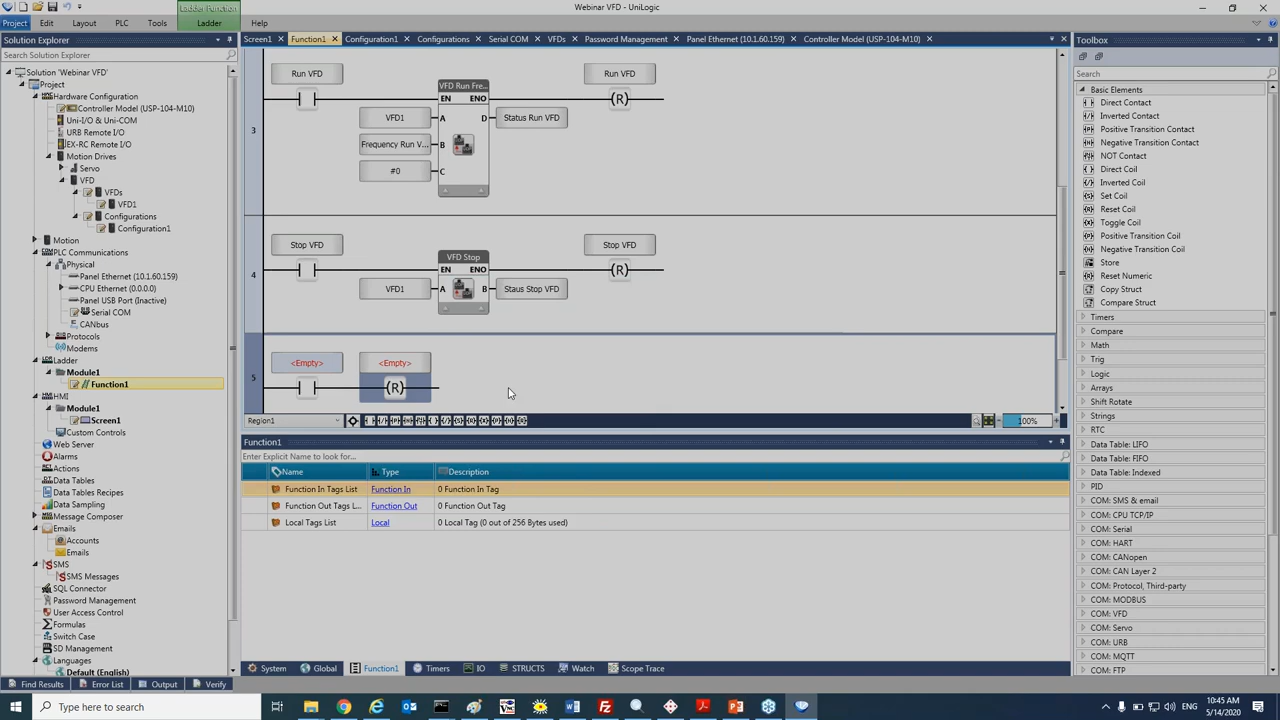 Webinar VFD - UniLogic
Ladder Function
Project Edit Layout PLC Tools Ladder Help
Solution Explorer
Search Solution Explorer
Solution 'Webinar VFD'
Project
Hardware Configuration
Controller Model (USP-104-M10)
Uni-I/O & Uni-COM
URB Remote I/O
EX-RC Remote I/O
Motion Drives
Servo
VFD
VFDs
VFD1
Configurations
Configuration1
Motion
PLC Communications
Physical
Panel Ethernet (10.1.60.159)
CPU Ethernet (0.0.0.0)
Panel USB Port (Inactive)
Serial COM
CANbus
Protocols
Modems
Ladder
Module1
Function1
HMI
Module1
Screen1
Custom Controls
Web Server
Alarms
Actions
Data Tables
Data Tables Recipes
Data Sampling
Message Composer
Emails
Accounts
Emails
SMS
SMS Messages
SQL Connector
Password Management
User Access Control
Formulas
Switch Case
SD Management
Languages
Default (English)
Screen1 Function1 Configuration1 Configurations Serial COM VFDs Password Management Panel Ethernet (10.1.60.159) Controller Model (USP-104-M10)
3
Run VFD
VFD Run Fre...
EN ENO
VFD1 A D Status Run VFD
Frequency Run V... B
#0 C
Run VFD
(R)
4
Stop VFD
VFD Stop
EN ENO
VFD1 A B Staus Stop VFD
Stop VFD
(R)
5
<Empty> <Empty>
(R)
Region1
100%
Function1
Enter Explicit Name to look for...
Name Type Description
Function In Tags List Function In 0 Function In Tag
Function Out Tags L... Function Out 0 Function Out Tag
Local Tags List Local 0 Local Tag (0 out of 256 Bytes used)
System Global Function1 Timers IO STRUCTS Watch Scope Trace
Toolbox
Search
Basic Elements
Direct Contact
Inverted Contact
Positive Transition Contact
Negative Transition Contact
NOT Contact
Direct Coil
Inverted Coil
Set Coil
Reset Coil
Toggle Coil
Positive Transition Coil
Negative Transition Coil
Store
Reset Numeric
Copy Struct
Compare Struct
Timers
Compare
Math
Trig
Logic
Arrays
Shift Rotate
Strings
RTC
Data Table: LIFO
Data Table: FIFO
Data Table: Indexed
PID
COM: SMS & email
COM: CPU TCP/IP
COM: Serial
COM: HART
COM: CANopen
COM: CAN Layer 2
COM: Protocol, Third-party
COM: MODBUS
COM: VFD
COM: Servo
COM: URB
COM: MQTT
COM: FTP
Find Results Error List Output Verify
Type here to search
ENG
10:45 AM
5/14/2020